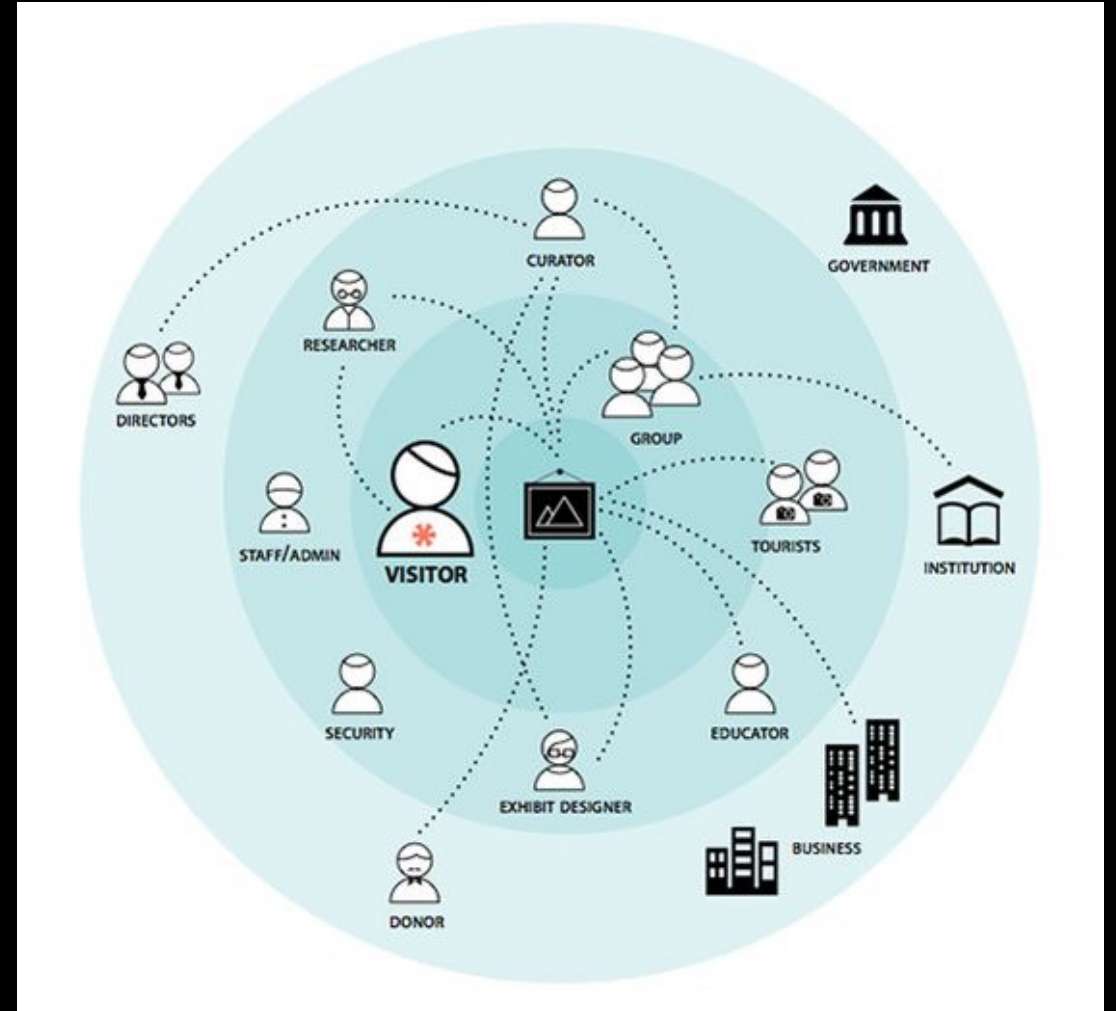 CURATOR
GOVERNMENT
RESEARCHER
DIRECTORS
GROUP
STAFF/ADMIN
VISITOR
TOURISTS
INSTITUTION
SECURITY
EDUCATOR
EXHIBIT DESIGNER
BUSINESS
DONOR